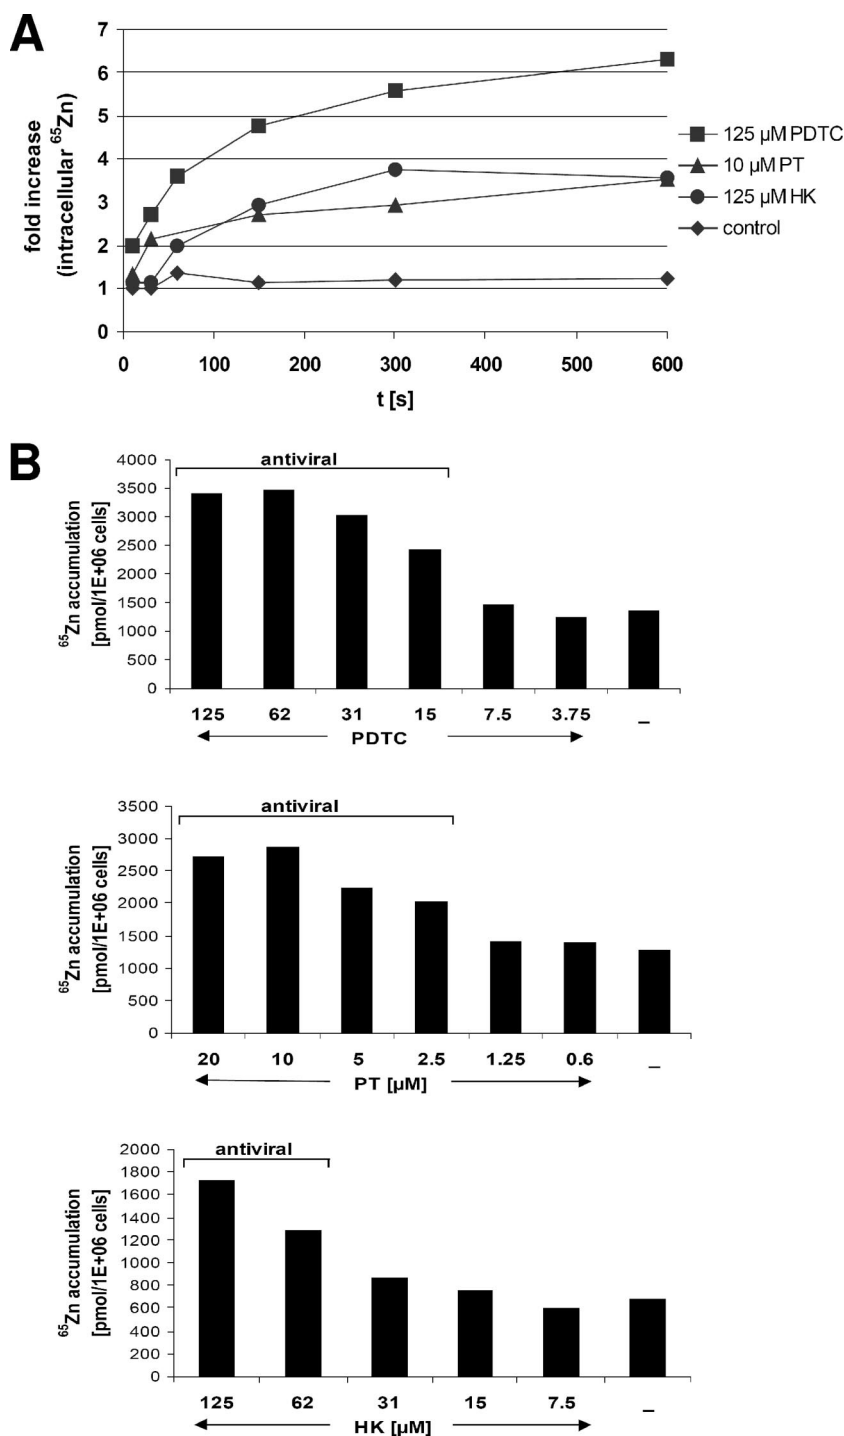 A
7
6
5
4
3
2
1
0
fold increase
(intracellular ⁶⁵Zn)
0 100 200 300 400 500 600
t [s]
125 µM PDTC
10 µM PT
125 µM HK
control
B
antiviral
4000
3500
3000
2500
2000
1500
1000
500
0
⁶⁵Zn accumulation
[pmol/1E+06 cells]
125 62 31 15 7.5 3.75 –
PDTC
antiviral
3500
3000
2500
2000
1500
1000
500
0
⁶⁵Zn accumulation
[pmol/1E+06 cells]
20 10 5 2.5 1.25 0.6 –
PT [µM]
antiviral
2000
1800
1600
1400
1200
1000
800
600
400
200
0
⁶⁵Zn accumulation
[pmol/1E+06 cells]
125 62 31 15 7.5 –
HK [µM]